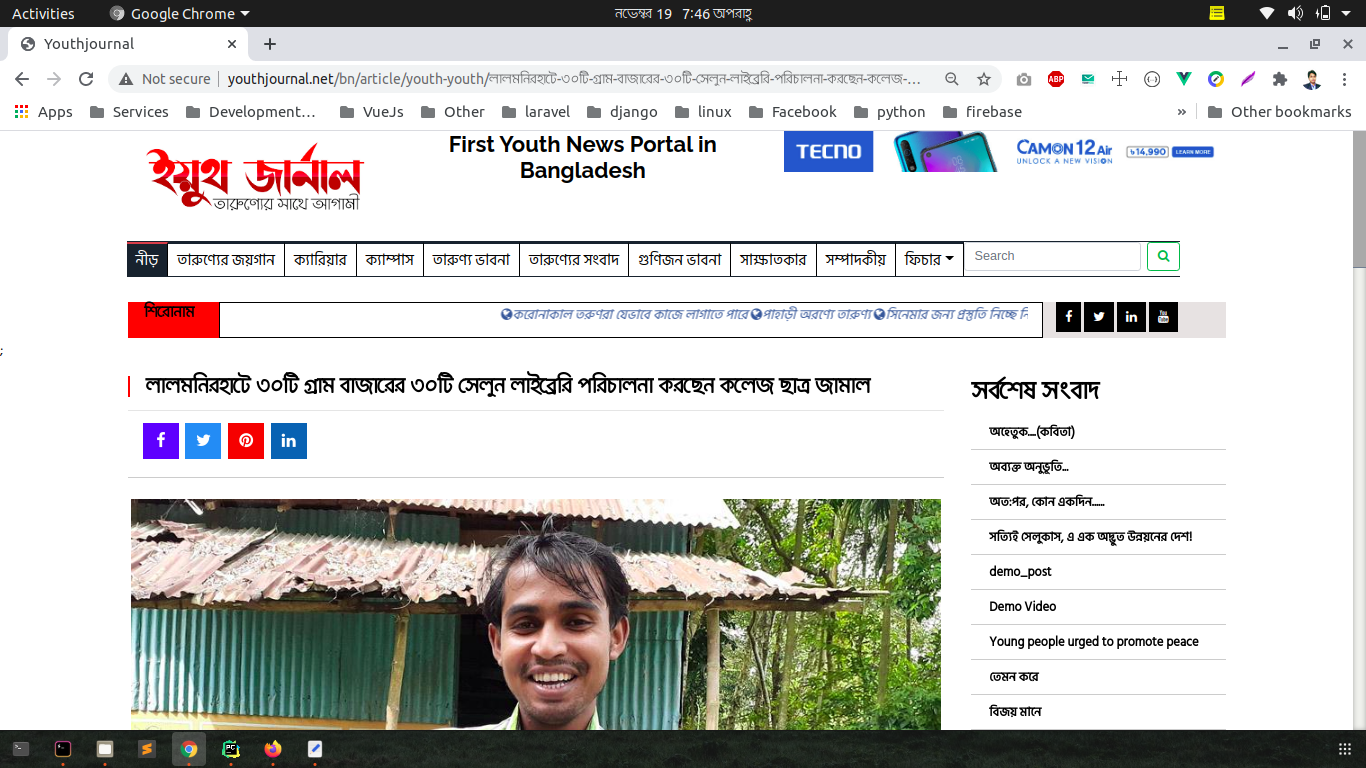 Activities
Google Chrome
নভেম্বর 19 7:46 অপরাহ্ণ
Youthjournal
Not secure
youthjournal.net/bn/article/youth-youth/লালমনিরহাটে-৩০টি-গ্রাম-বাজারের-৩০টি-সেলুন-লাইব্রেরি-পরিচালনা-করছেন-কলেজ-...
ABP
Apps
Services
Development…
VueJs
Other
laravel
django
linux
Facebook
python
firebase
»
Other bookmarks
ইয়ুথ জার্নাল
তারুণ্যের সাথে আগামী
First Youth News Portal in
Bangladesh
TECNO
CAMON 12 Air
UNLOCK A NEW VISION
৳14,990
LEARN MORE
নীড়
তারুণ্যের জয়গান
ক্যারিয়ার
ক্যাম্পাস
তারুণ্য ভাবনা
তারুণ্যের সংবাদ
গুণিজন ভাবনা
সাক্ষাতকার
সম্পাদকীয়
ফিচার
Search
শিরোনাম
করোনাকাল তরুণরা যেভাবে কাজে লাগাতে পারে
পাহাড়ী অরণ্যে তারুণ্য
সিনেমার জন্য প্রস্তুতি নিচ্ছে
;
লালমনিরহাটে ৩০টি গ্রাম বাজারের ৩০টি সেলুন লাইব্রেরি পরিচালনা করছেন কলেজ ছাত্র জামাল
সর্বশেষ সংবাদ
অহেতুক....(কবিতা)
অব্যক্ত অনুভূতি...
অত:পর, কোন একদিন......
সত্যিই সেলুকাস, এ এক অদ্ভুত উন্নয়নের দেশ!
demo_post
Demo Video
Young people urged to promote peace
তেমন করে
বিজয় মানে